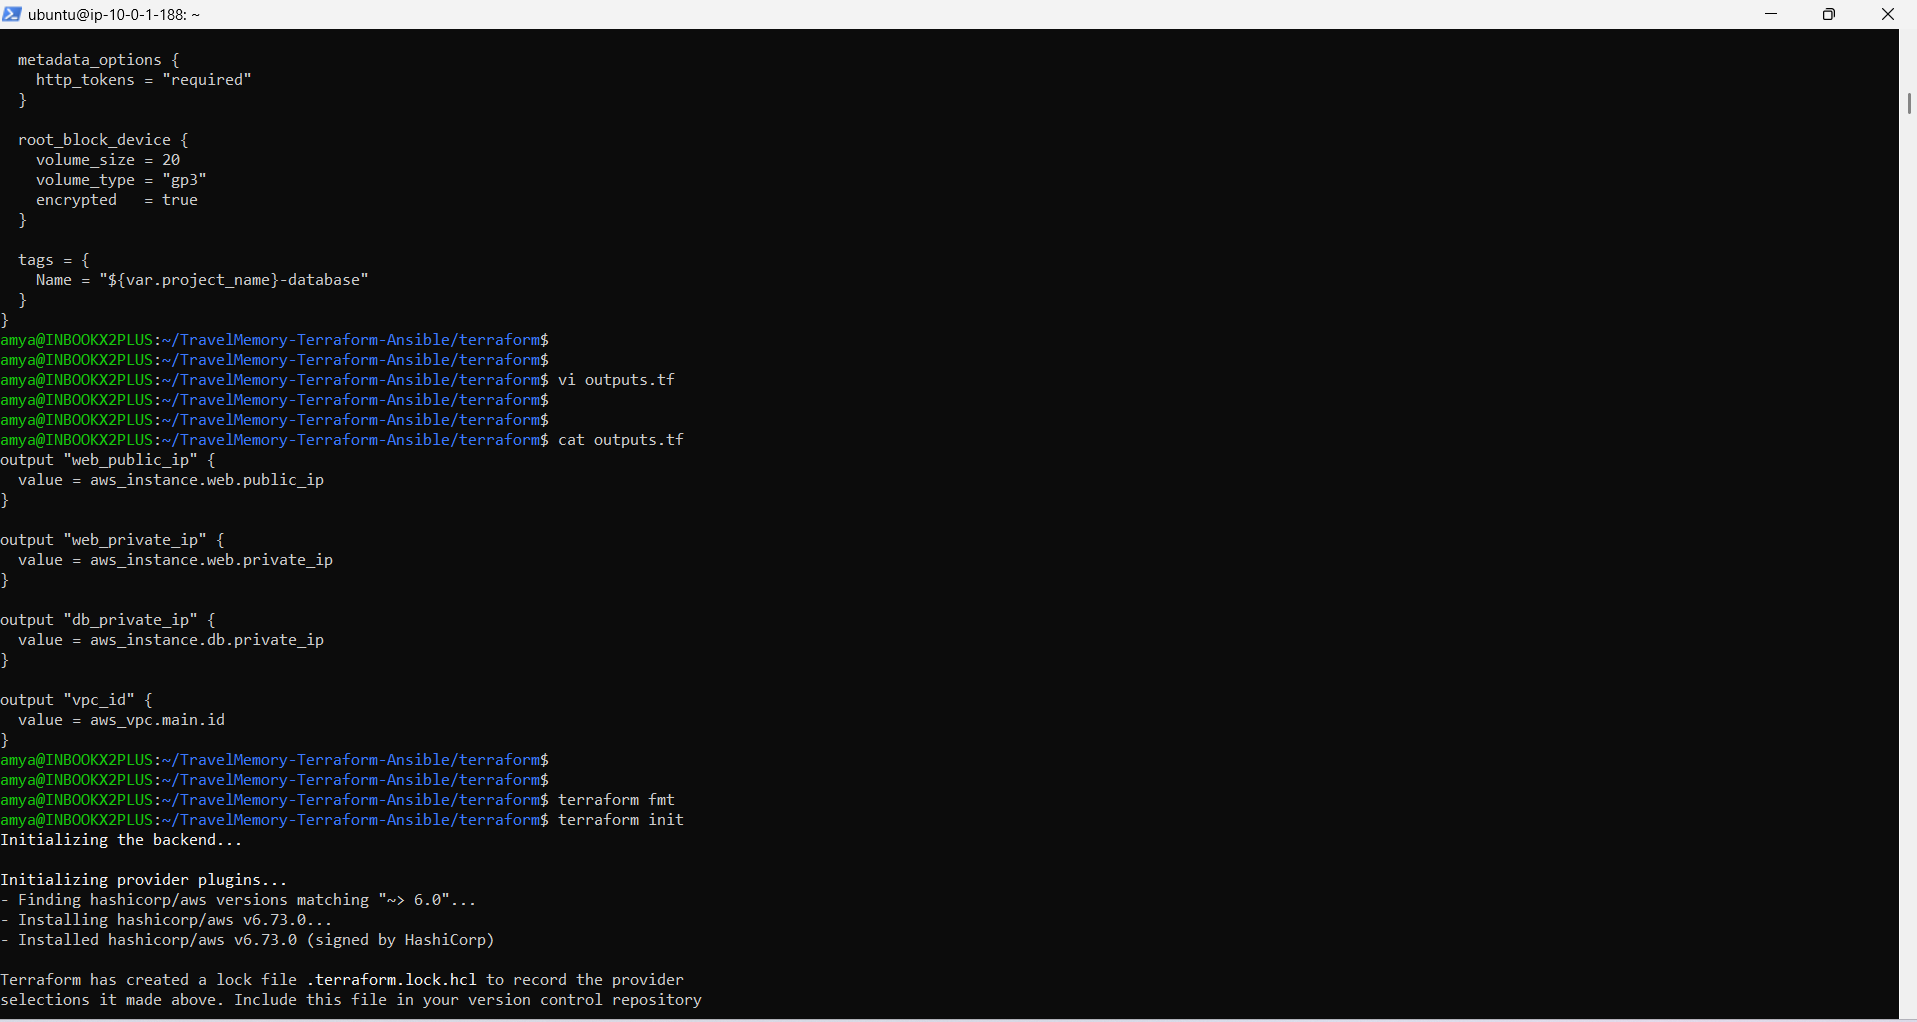 ubuntu@ip-10-0-1-188: ~
metadata_options {
http_tokens = "required"
}
root_block_device {
volume_size = 20
volume_type = "gp3"
encrypted   = true
}
tags = {
Name = "${var.project_name}-database"
}
}
amya@INBOOKX2PLUS:~/TravelMemory-Terraform-Ansible/terraform$
amya@INBOOKX2PLUS:~/TravelMemory-Terraform-Ansible/terraform$
amya@INBOOKX2PLUS:~/TravelMemory-Terraform-Ansible/terraform$ vi outputs.tf
amya@INBOOKX2PLUS:~/TravelMemory-Terraform-Ansible/terraform$
amya@INBOOKX2PLUS:~/TravelMemory-Terraform-Ansible/terraform$
amya@INBOOKX2PLUS:~/TravelMemory-Terraform-Ansible/terraform$ cat outputs.tf
output "web_public_ip" {
value = aws_instance.web.public_ip
}
output "web_private_ip" {
value = aws_instance.web.private_ip
}
output "db_private_ip" {
value = aws_instance.db.private_ip
}
output "vpc_id" {
value = aws_vpc.main.id
}
amya@INBOOKX2PLUS:~/TravelMemory-Terraform-Ansible/terraform$
amya@INBOOKX2PLUS:~/TravelMemory-Terraform-Ansible/terraform$
amya@INBOOKX2PLUS:~/TravelMemory-Terraform-Ansible/terraform$ terraform fmt
amya@INBOOKX2PLUS:~/TravelMemory-Terraform-Ansible/terraform$ terraform init
Initializing the backend...
Initializing provider plugins...
- Finding hashicorp/aws versions matching "~> 6.0"...
- Installing hashicorp/aws v6.73.0...
- Installed hashicorp/aws v6.73.0 (signed by HashiCorp)
Terraform has created a lock file .terraform.lock.hcl to record the provider
selections it made above. Include this file in your version control repository